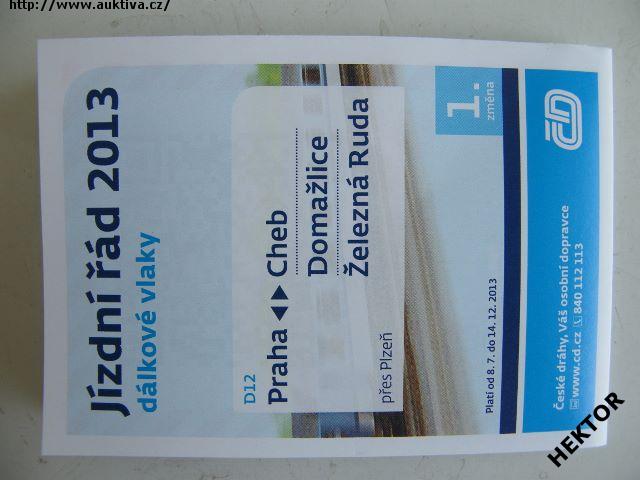 http://www.auktiva.cz/
Jízdní řád 2013
dálkové vlaky
1.
změna
D12
Praha ◄► Cheb
Domažlice
Železná Ruda
přes Plzeň
Platí od 8. 7. do 14. 12. 2013
České dráhy, Váš osobní dopravce
www.cd.cz 840 112 113
ČD
HEKTOR